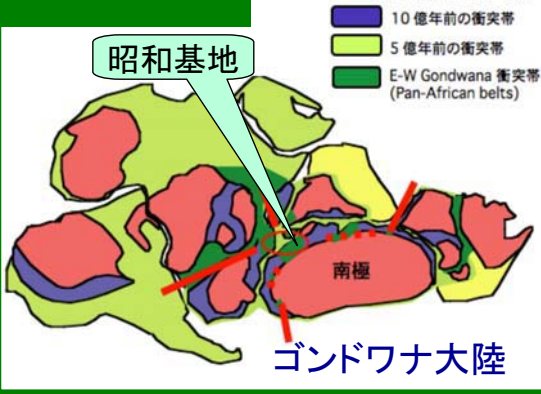 10 億年前の衝突帯
5 億年前の衝突帯
E-W Gondwana 衝突帯
(Pan-African belts)
昭和基地
南極
ゴンドワナ大陸